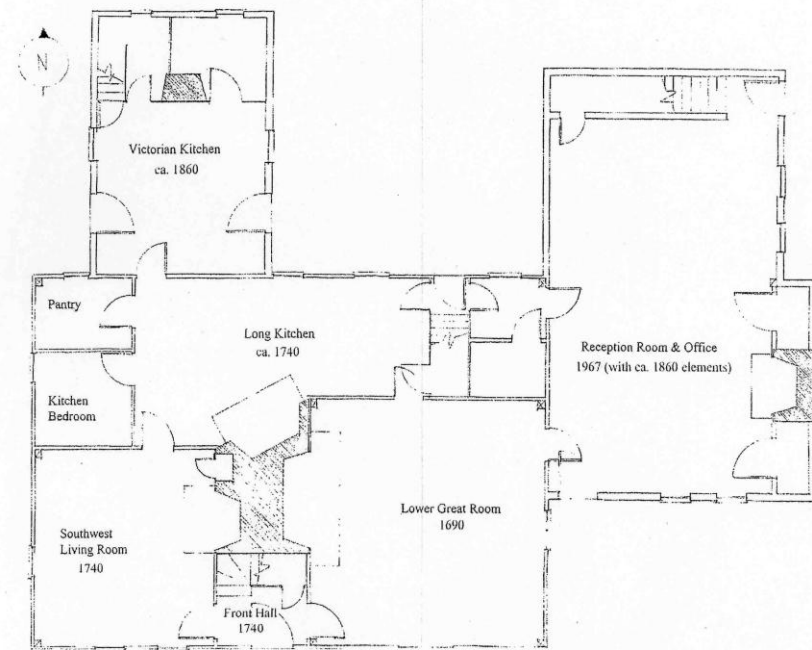 N
Victorian Kitchen
ca. 1860
Pantry
Long Kitchen
ca. 1740
Kitchen
Bedroom
Reception Room & Office
1967 (with ca. 1860 elements)
Lower Great Room
1690
Southwest
Living Room
1740
Front Hall
1740